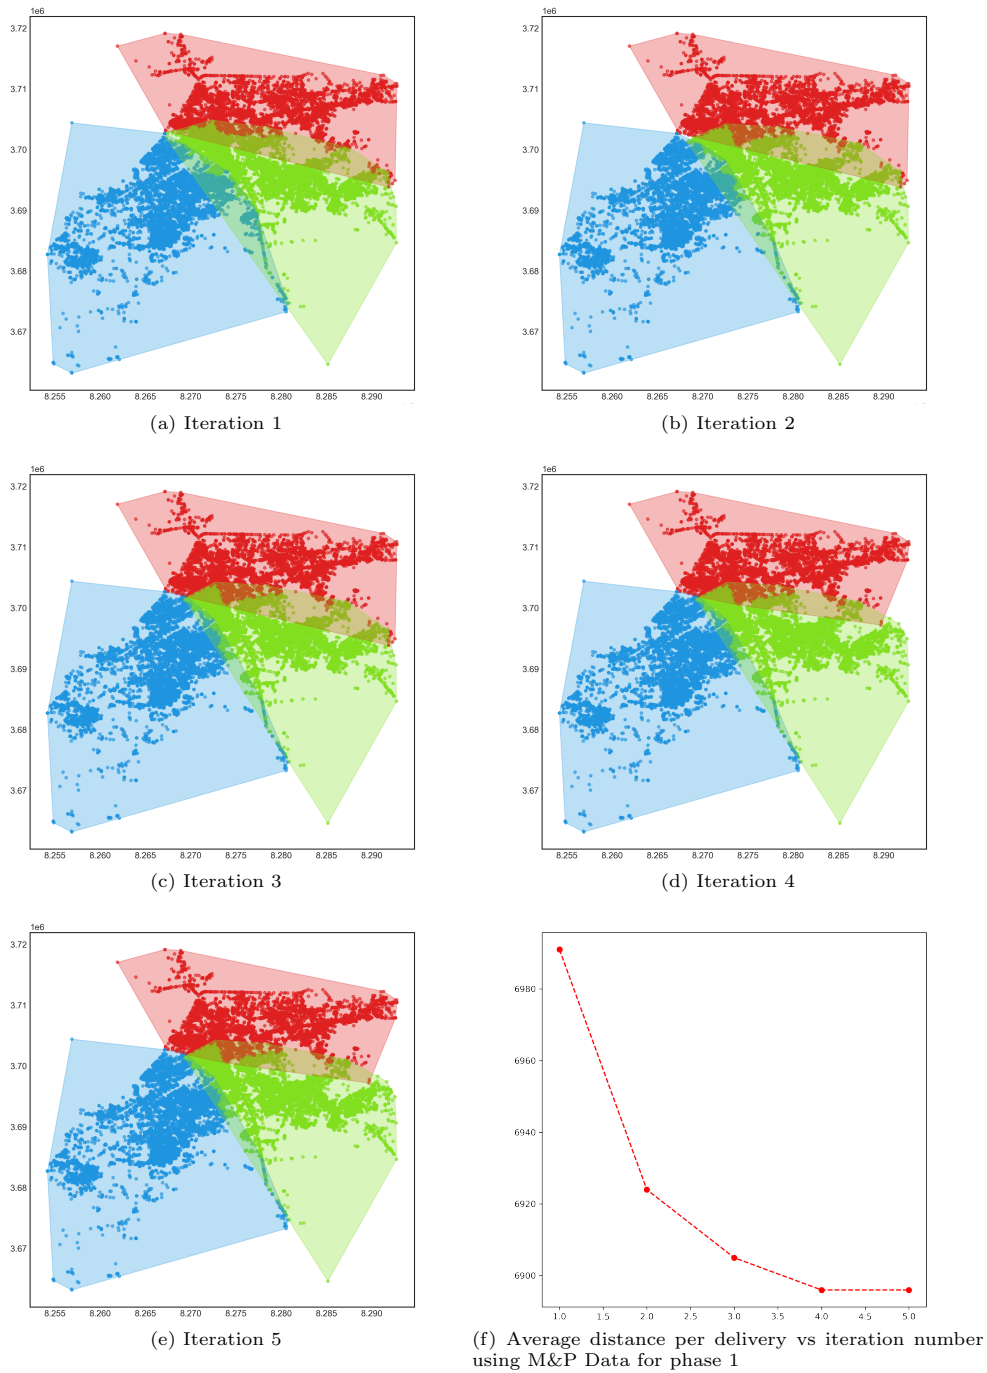 1e6
1e6
3.72
3.71
3.70
3.69
3.68
3.67
8.255 8.260 8.265 8.270 8.275 8.280 8.285 8.290
3.72
3.71
3.70
3.69
3.68
3.67
8.255 8.260 8.265 8.270 8.275 8.280 8.285 8.290
(a) Iteration 1
(b) Iteration 2
1e6
1e6
3.72
3.71
3.70
3.69
3.68
3.67
8.255 8.260 8.265 8.270 8.275 8.280 8.285 8.290
3.72
3.71
3.70
3.69
3.68
3.67
8.255 8.260 8.265 8.270 8.275 8.280 8.285 8.290
(c) Iteration 3
(d) Iteration 4
1e6
3.72
3.71
3.70
3.69
3.68
3.67
8.255 8.260 8.265 8.270 8.275 8.280 8.285 8.290
6980
6960
6940
6920
6900
1.0 1.5 2.0 2.5 3.0 3.5 4.0 4.5 5.0
(e) Iteration 5
(f) Average distance per delivery vs iteration number
using M&P Data for phase 1